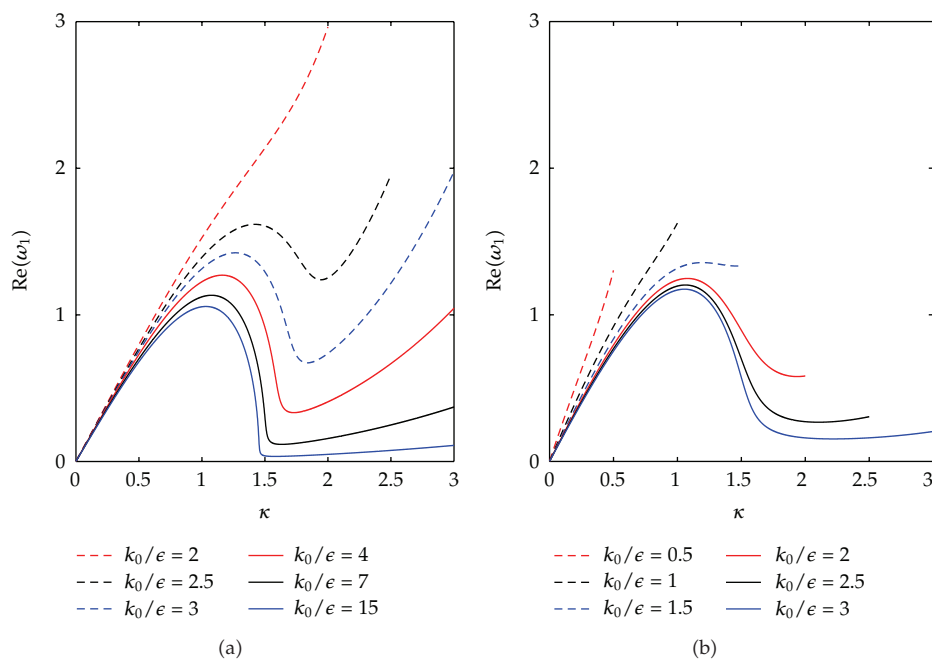 3
2
1
0
Re(ω₁)
0 0.5 1 1.5 2 2.5 3
κ
3
2
1
0
Re(ω₁)
0 0.5 1 1.5 2 2.5 3
κ
k₀/ϵ = 2
k₀/ϵ = 2.5
k₀/ϵ = 3
k₀/ϵ = 4
k₀/ϵ = 7
k₀/ϵ = 15
(a)
k₀/ϵ = 0.5
k₀/ϵ = 1
k₀/ϵ = 1.5
k₀/ϵ = 2
k₀/ϵ = 2.5
k₀/ϵ = 3
(b)